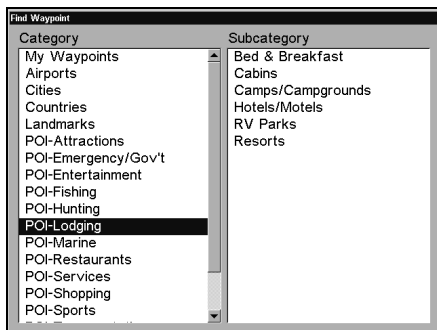 Find Waypoint
Category
My Waypoints
Airports
Cities
Countries
Landmarks
POI-Attractions
POI-Emergency/Gov't
POI-Entertainment
POI-Fishing
POI-Hunting
POI-Lodging
POI-Marine
POI-Restaurants
POI-Services
POI-Shopping
POI-Sports
Subcategory
Bed & Breakfast
Cabins
Camps/Campgrounds
Hotels/Motels
RV Parks
Resorts